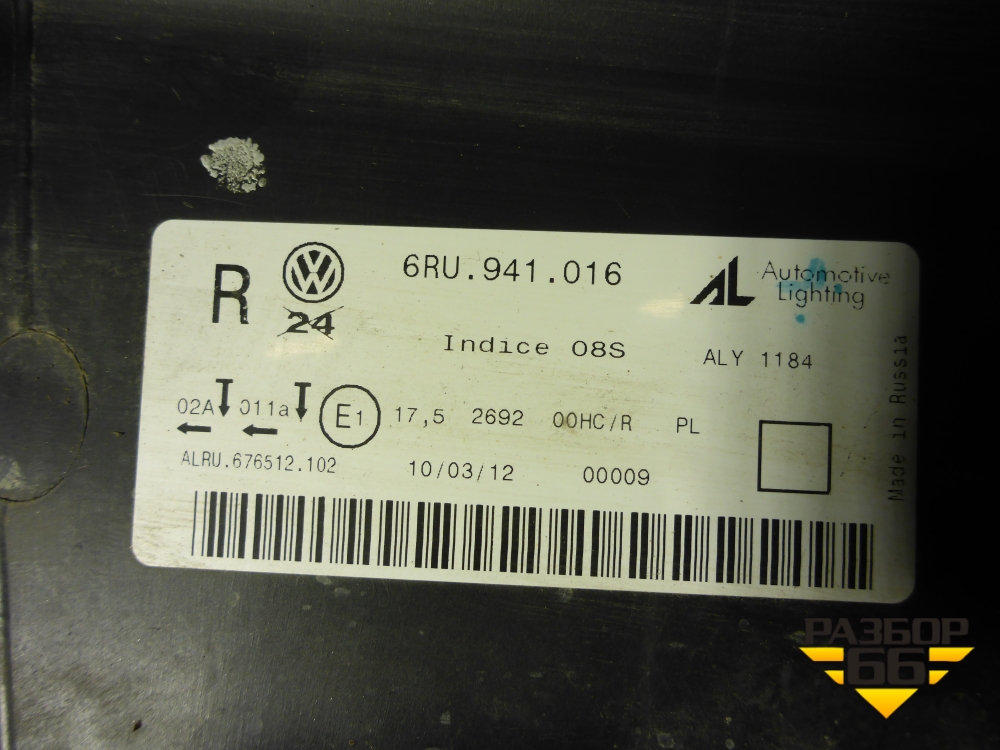 R
24
6RU.941.016
AL Automotive
Lighting
Indice 08S
ALY 1184
02A 011a E1 17,5 2692 00HC/R PL
ALRU.676512.102 10/03/12 00009
Made in Russia
РАЗБОР
66